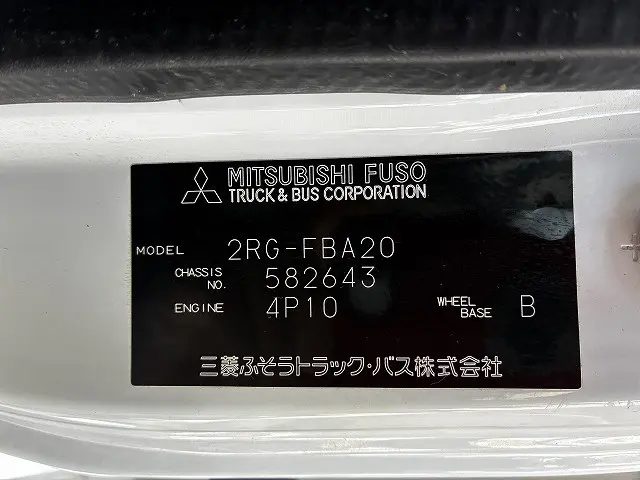 MITSUBISHI FUSO
TRUCK & BUS CORPORATION
MODEL 2RG-FBA20
CHASSIS NO. 582643
ENGINE 4P10 WHEEL BASE B
三菱ふそうトラック・バス株式会社